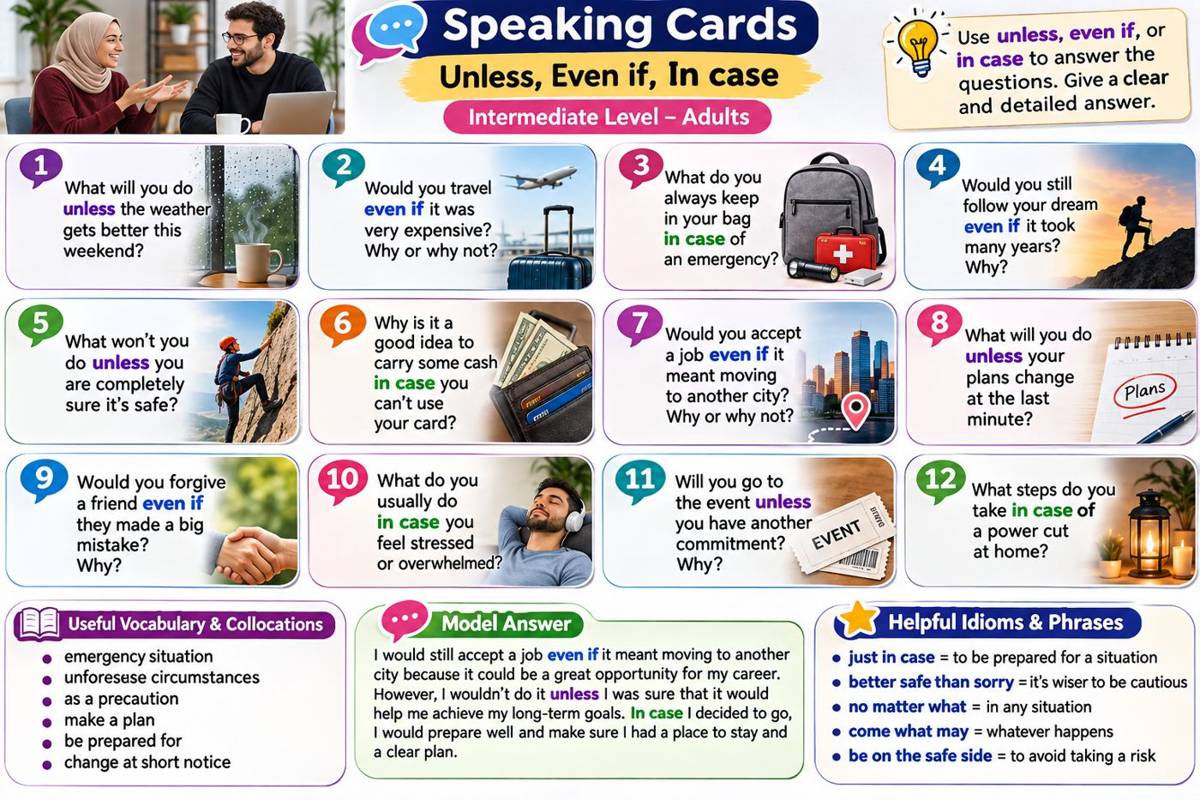 Speaking Cards
Unless, Even if, In case
Intermediate Level – Adults
Use unless, even if, or
in case to answer the
questions. Give a clear
and detailed answer.
1
What will you do
unless the weather
gets better this
weekend?
2
Would you travel
even if it was
very expensive?
Why or why not?
3
What do you
always keep
in your bag
in case of
an emergency?
4
Would you still
follow your dream
even if it took
many years?
Why?
5
What won't you
do unless you
are completely
sure it's safe?
6
Why is it a
good idea to
carry some cash
in case you
can't use
your card?
7
Would you accept
a job even if it
meant moving
to another city?
Why or why not?
8
What will you do
unless your
plans change
at the last
minute?
Plans
9
Would you forgive
a friend even if
they made a big
mistake?
Why?
10
What do you
usually do
in case you
feel stressed
or overwhelmed?
11
Will you go to
the event unless
you have another
commitment?
Why?
EVENT
12
What steps do you
take in case of
a power cut
at home?
Useful Vocabulary & Collocations
• emergency situation
• unforesese circumstances
• as a precaution
• make a plan
• be prepared for
• change at short notice
Model Answer
I would still accept a job even if it meant moving to another
city because it could be a great opportunity for my career.
However, I wouldn't do it unless I was sure that it would
help me achieve my long-term goals. In case I decided to go,
I would prepare well and make sure I had a place to stay and
a clear plan.
Helpful Idioms & Phrases
• just in case = to be prepared for a situation
• better safe than sorry = it's wiser to be cautious
• no matter what = in any situation
• come what may = whatever happens
• be on the safe side = to avoid taking a risk